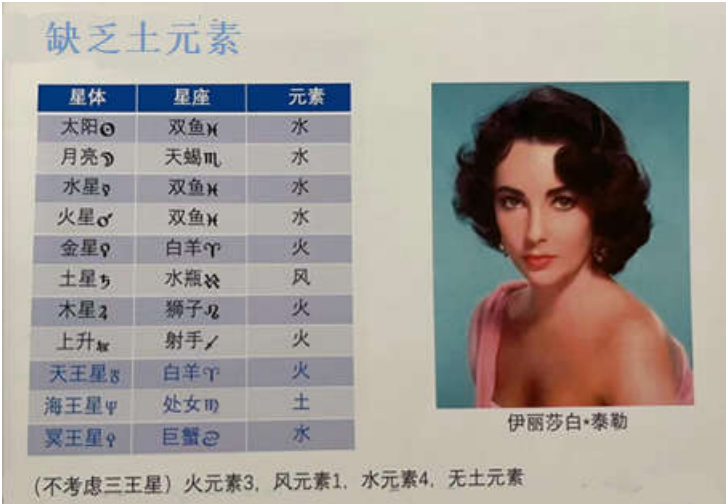 缺乏土元素
星体 星座 元素
太阳☉ 双鱼♓ 水
月亮☽ 天蝎♏ 水
水星☿ 双鱼♓ 水
火星♂ 双鱼♓ 水
金星♀ 白羊♈ 火
土星♄ 水瓶♒ 风
木星♃ 狮子♌ 火
上升 射手♐ 火
天王星♅ 白羊♈ 火
海王星♆ 处女♍ 土
冥王星♀ 巨蟹♋ 水
伊丽莎白•泰勒
(不考虑三王星) 火元素3, 风元素1, 水元素4, 无土元素